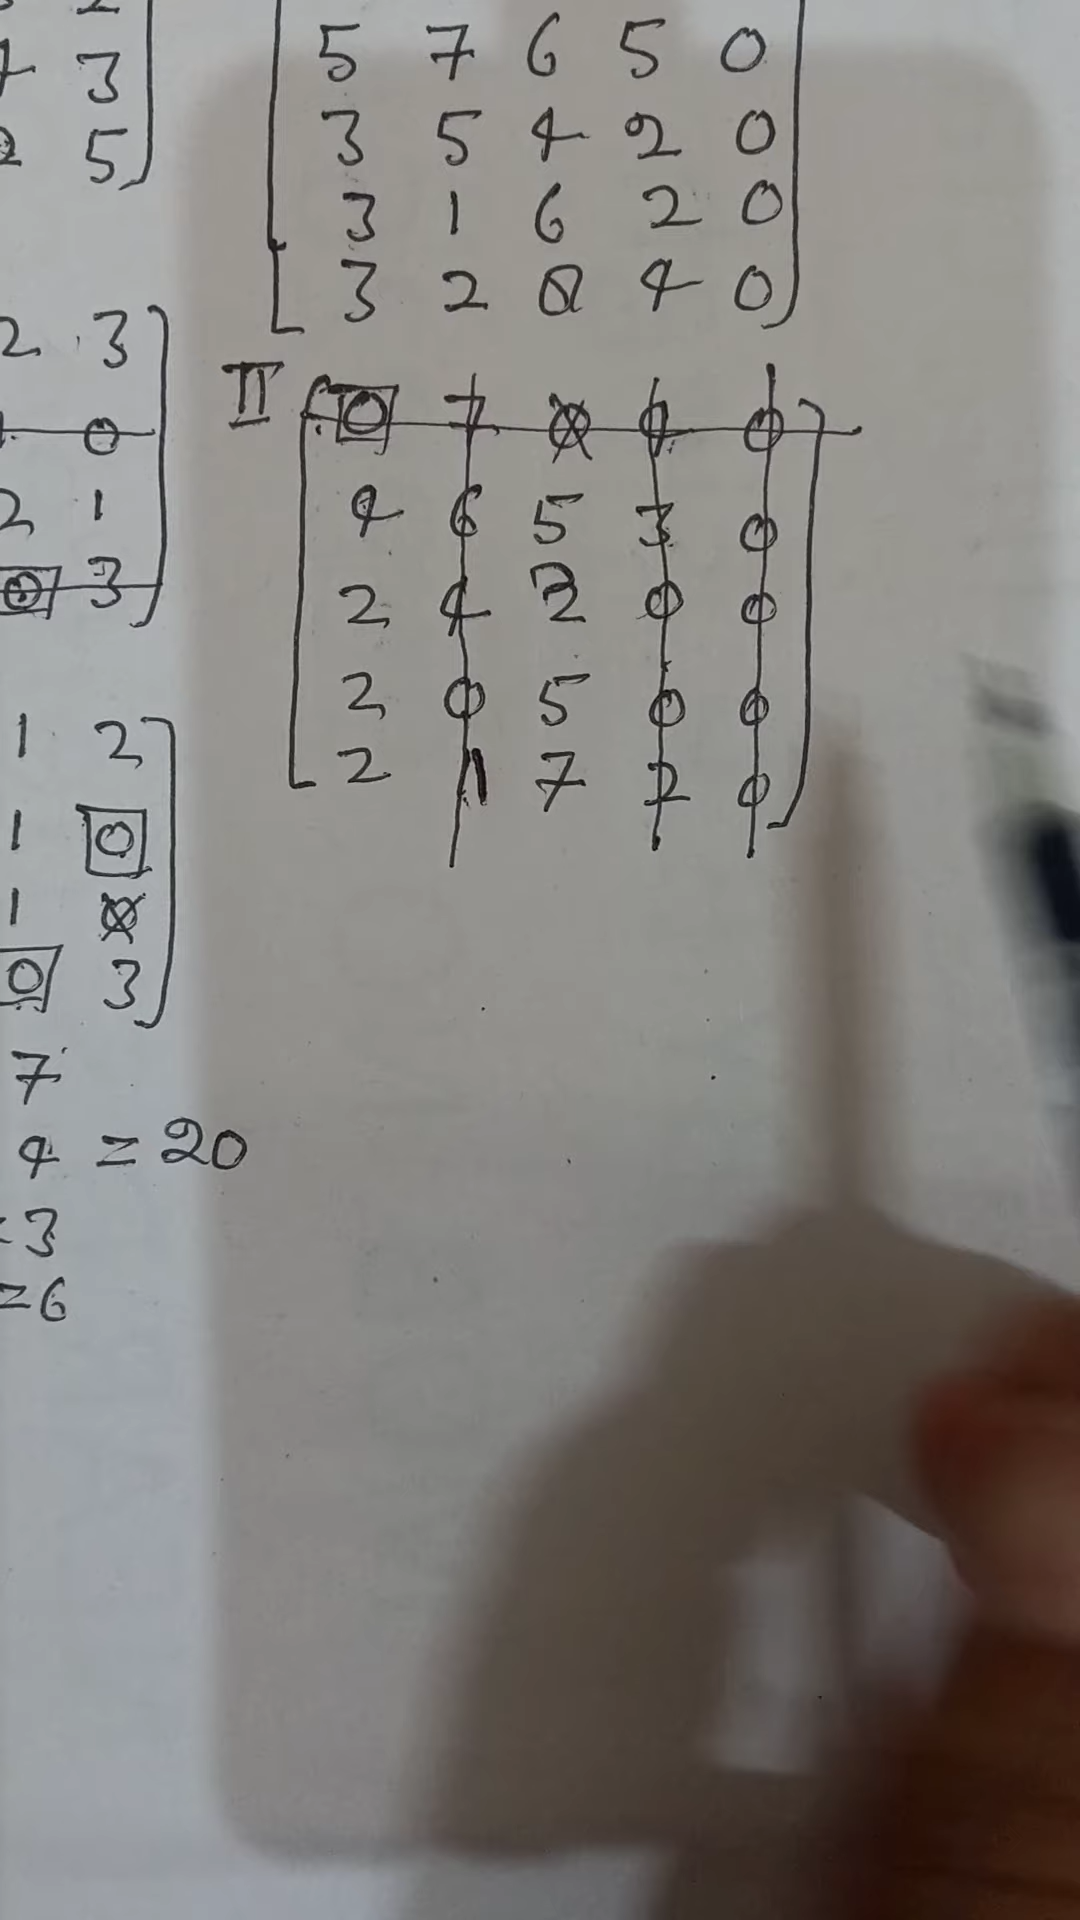 7 3
2 5
2 3
0
2 1
0 3
1 2
1 0
1 0
0 3
7
4 = 20
= 3
= 6
5 7 6 5 0
3 5 4 2 0
3 1 6 2 0
3 2 8 4 0
II
0 7 0 0
4 6 5 3 0
2 4 2 0 0
2 0 5 0 0
2 1 7 2 0